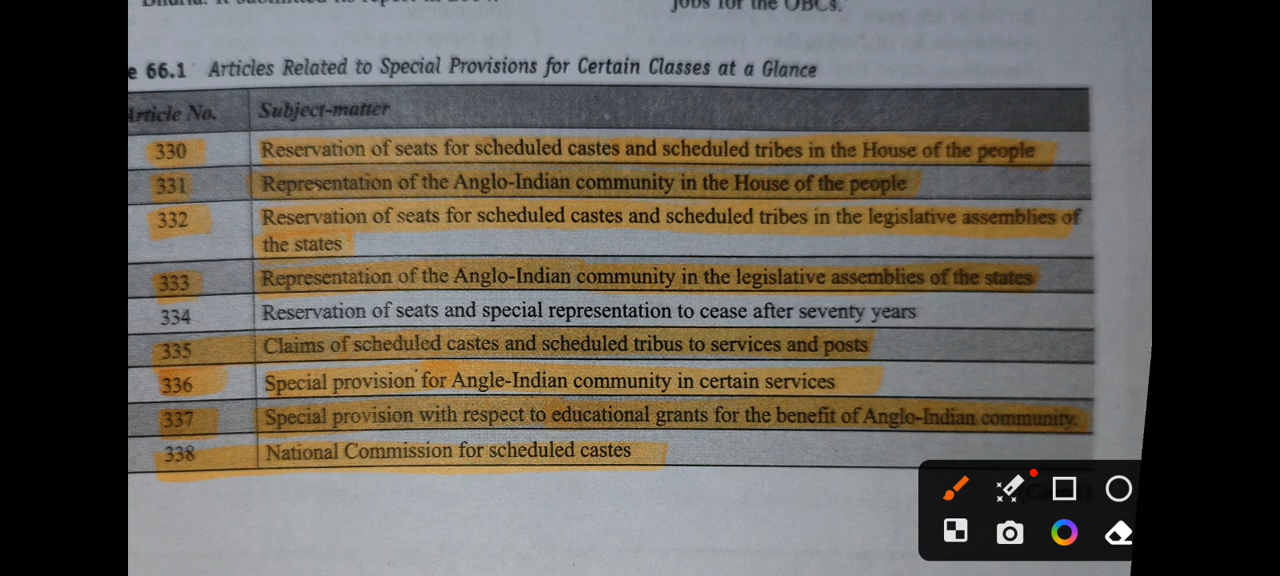 jobs for the OBCs.
e 66.1 Articles Related to Special Provisions for Certain Classes at a Glance
Article No. Subject-matter
330 Reservation of seats for scheduled castes and scheduled tribes in the House of the people
331 Representation of the Anglo-Indian community in the House of the people
332 Reservation of seats for scheduled castes and scheduled tribes in the legislative assemblies of
the states
333 Representation of the Anglo-Indian community in the legislative assemblies of the states
334 Reservation of seats and special representation to cease after seventy years
335 Claims of scheduled castes and scheduled tribus to services and posts
336 Special provision for Angle-Indian community in certain services
337 Special provision with respect to educational grants for the benefit of Anglo-Indian community.
338 National Commission for scheduled castes